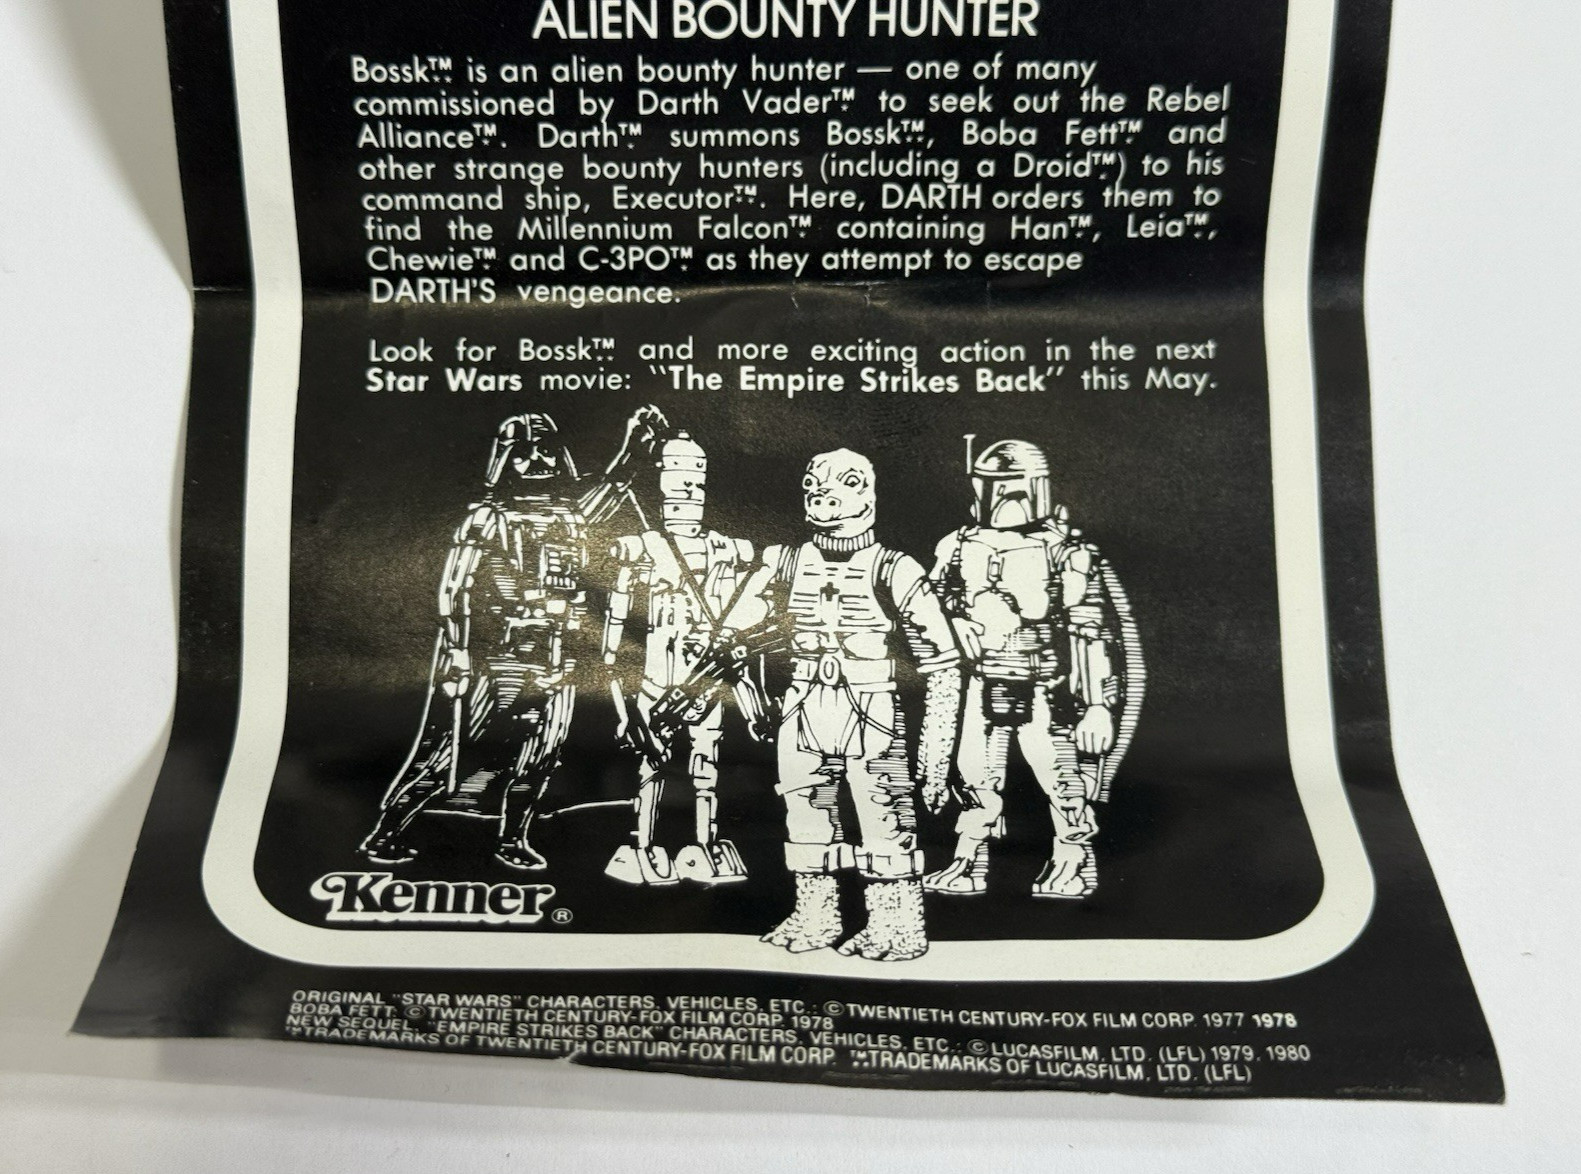 ALIEN BOUNTY HUNTER
Bossk™ is an alien bounty hunter — one of many
commissioned by Darth Vader™ to seek out the Rebel
Alliance™. Darth™ summons Bossk™, Boba Fett™ and
other strange bounty hunters (including a Droid™) to his
command ship, Executor™. Here, DARTH orders them to
find the Millennium Falcon™ containing Han™, Leia™,
Chewie™ and C-3PO™ as they attempt to escape
DARTH'S vengeance.
Look for Bossk™ and more exciting action in the next
Star Wars movie: "The Empire Strikes Back" this May.
Kenner®
ORIGINAL "STAR WARS" CHARACTERS, VEHICLES, ETC.: © TWENTIETH CENTURY-FOX FILM CORP. 1977 1978
BOBA FETT: © TWENTIETH CENTURY-FOX FILM CORP. 1978
NEW SEQUEL, "EMPIRE STRIKES BACK" CHARACTERS, VEHICLES, ETC.: © LUCASFILM, LTD. (LFL) 1979, 1980
™TRADEMARKS OF TWENTIETH CENTURY-FOX FILM CORP. ™TRADEMARKS OF LUCASFILM, LTD. (LFL)